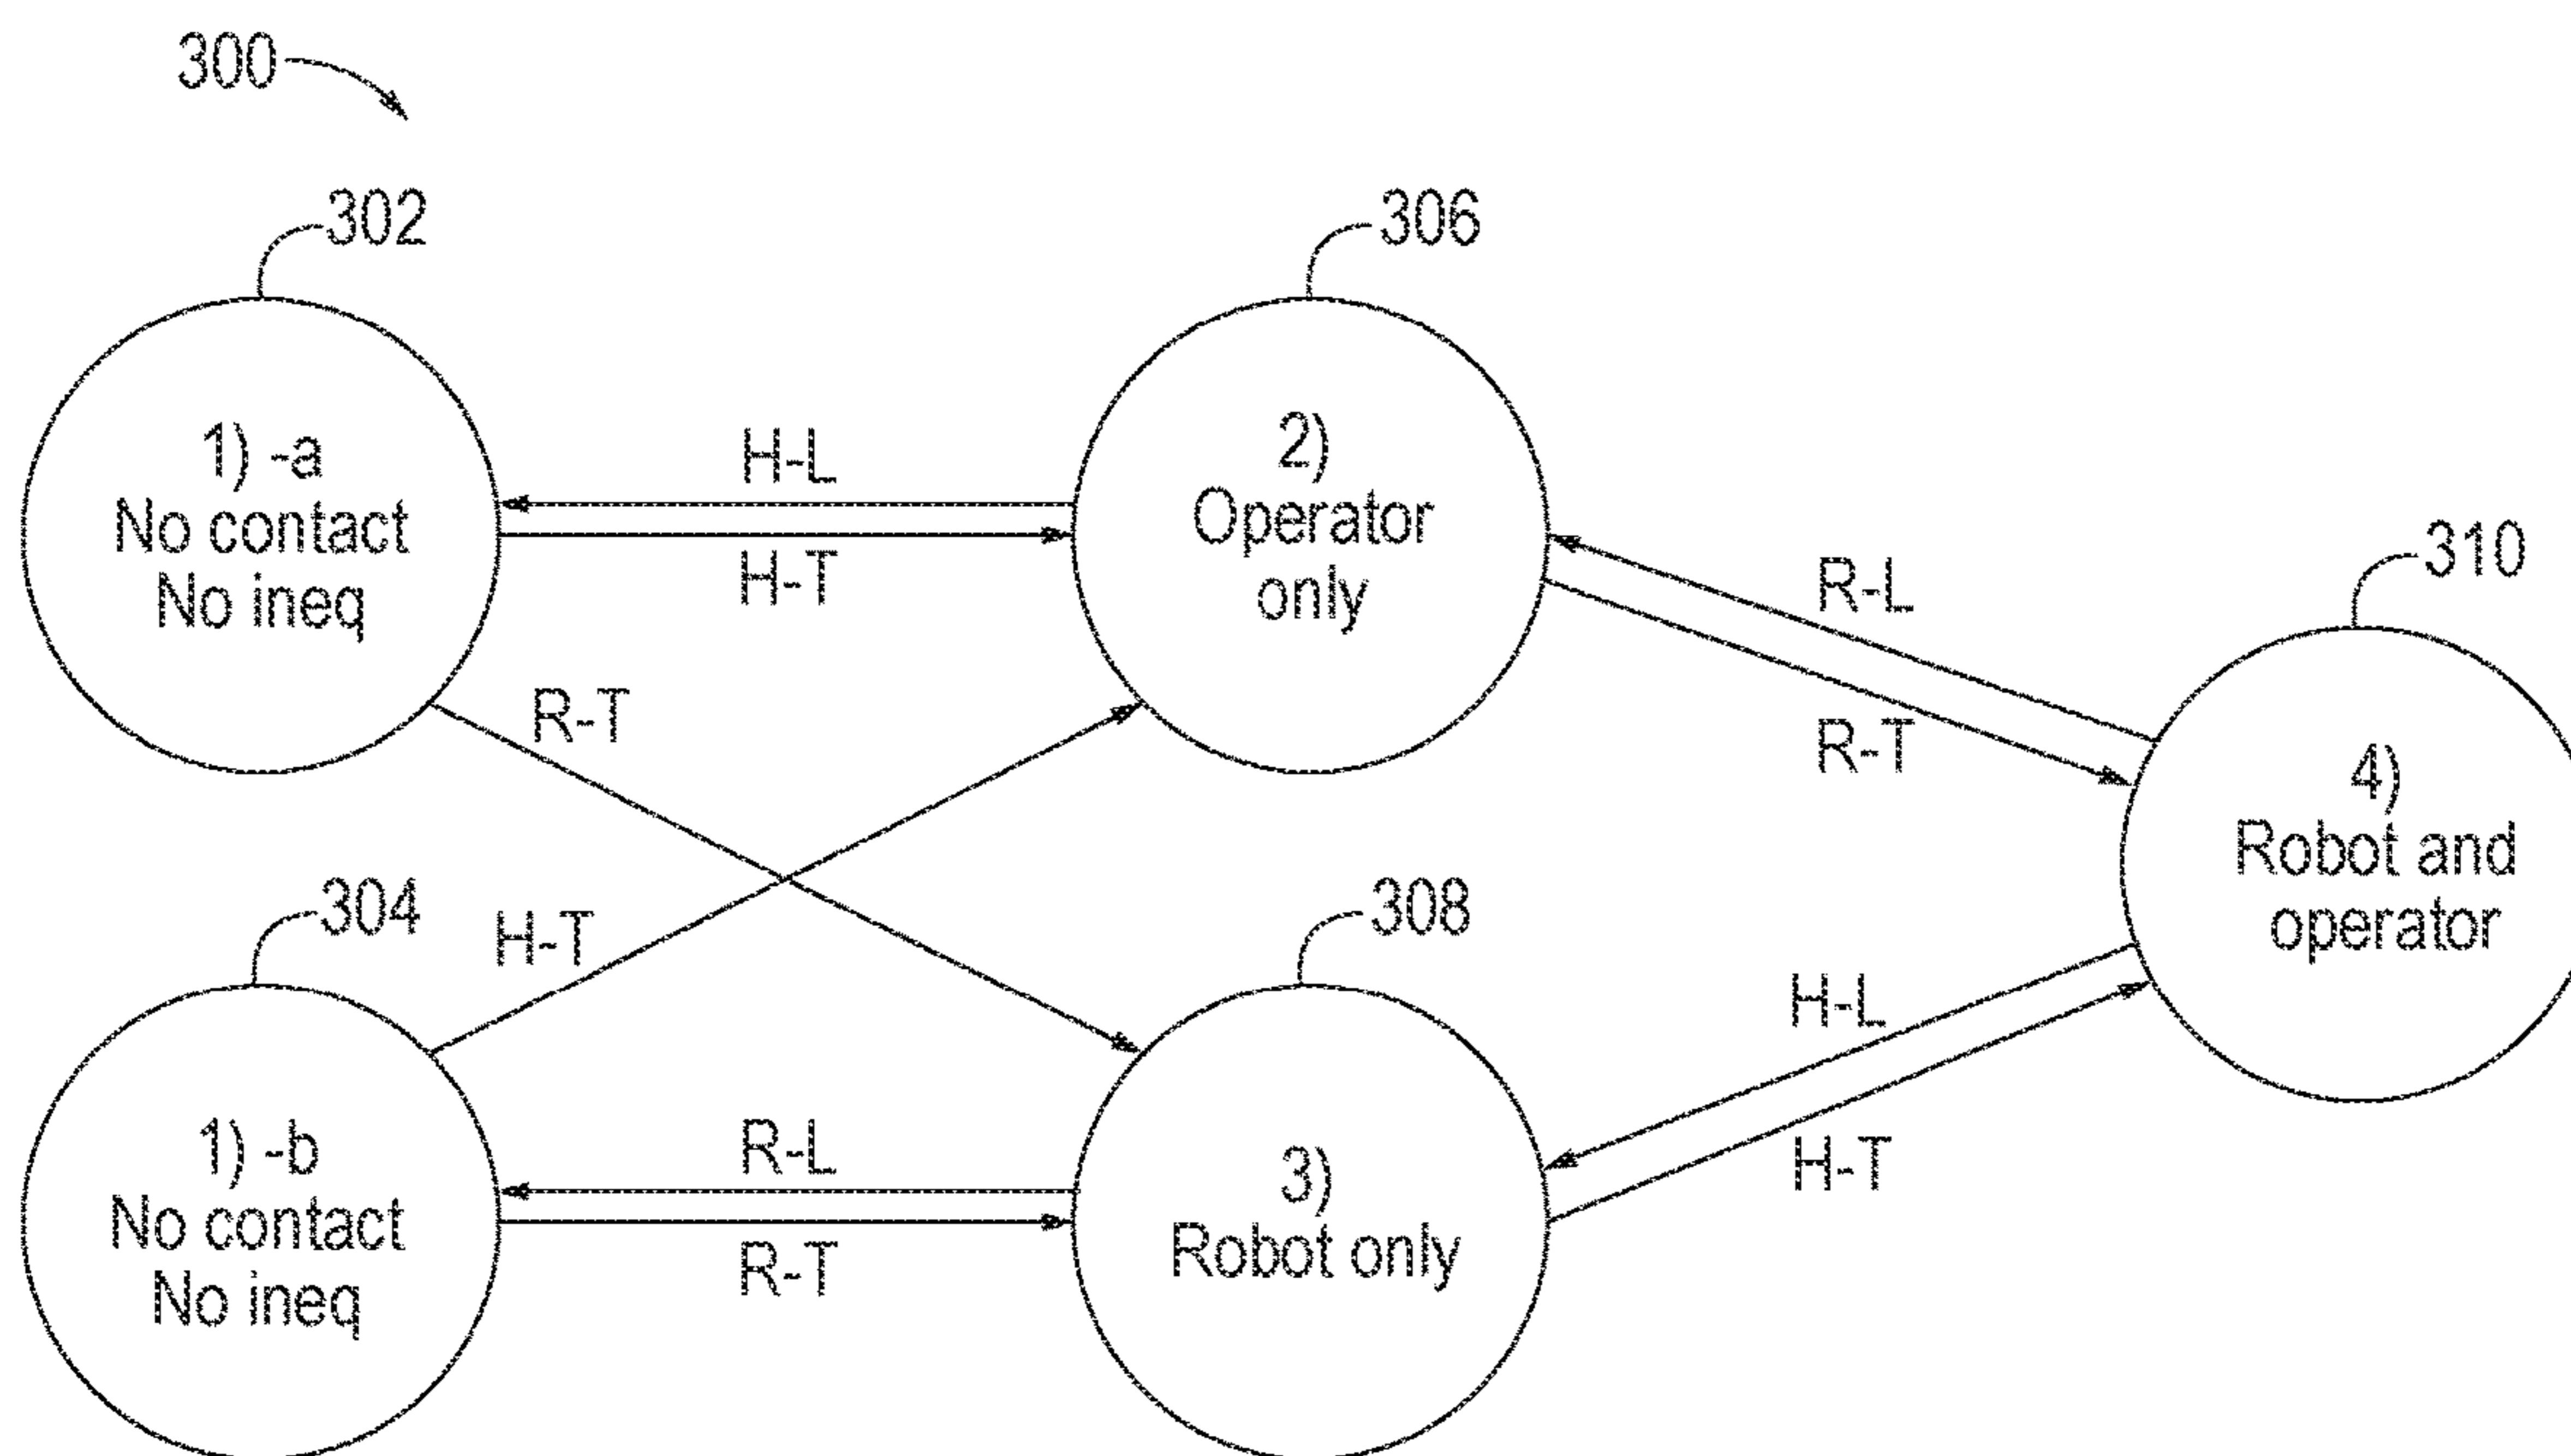 300
302
306
1) -a
No contact
No ineq
H-L
H-T
2)
Operator
only
310
R-L
R-T
R-T
4)
Robot and
operator
304
H-T
308
H-L
H-T
1) -b
No contact
No ineq
R-L
R-T
3)
Robot only